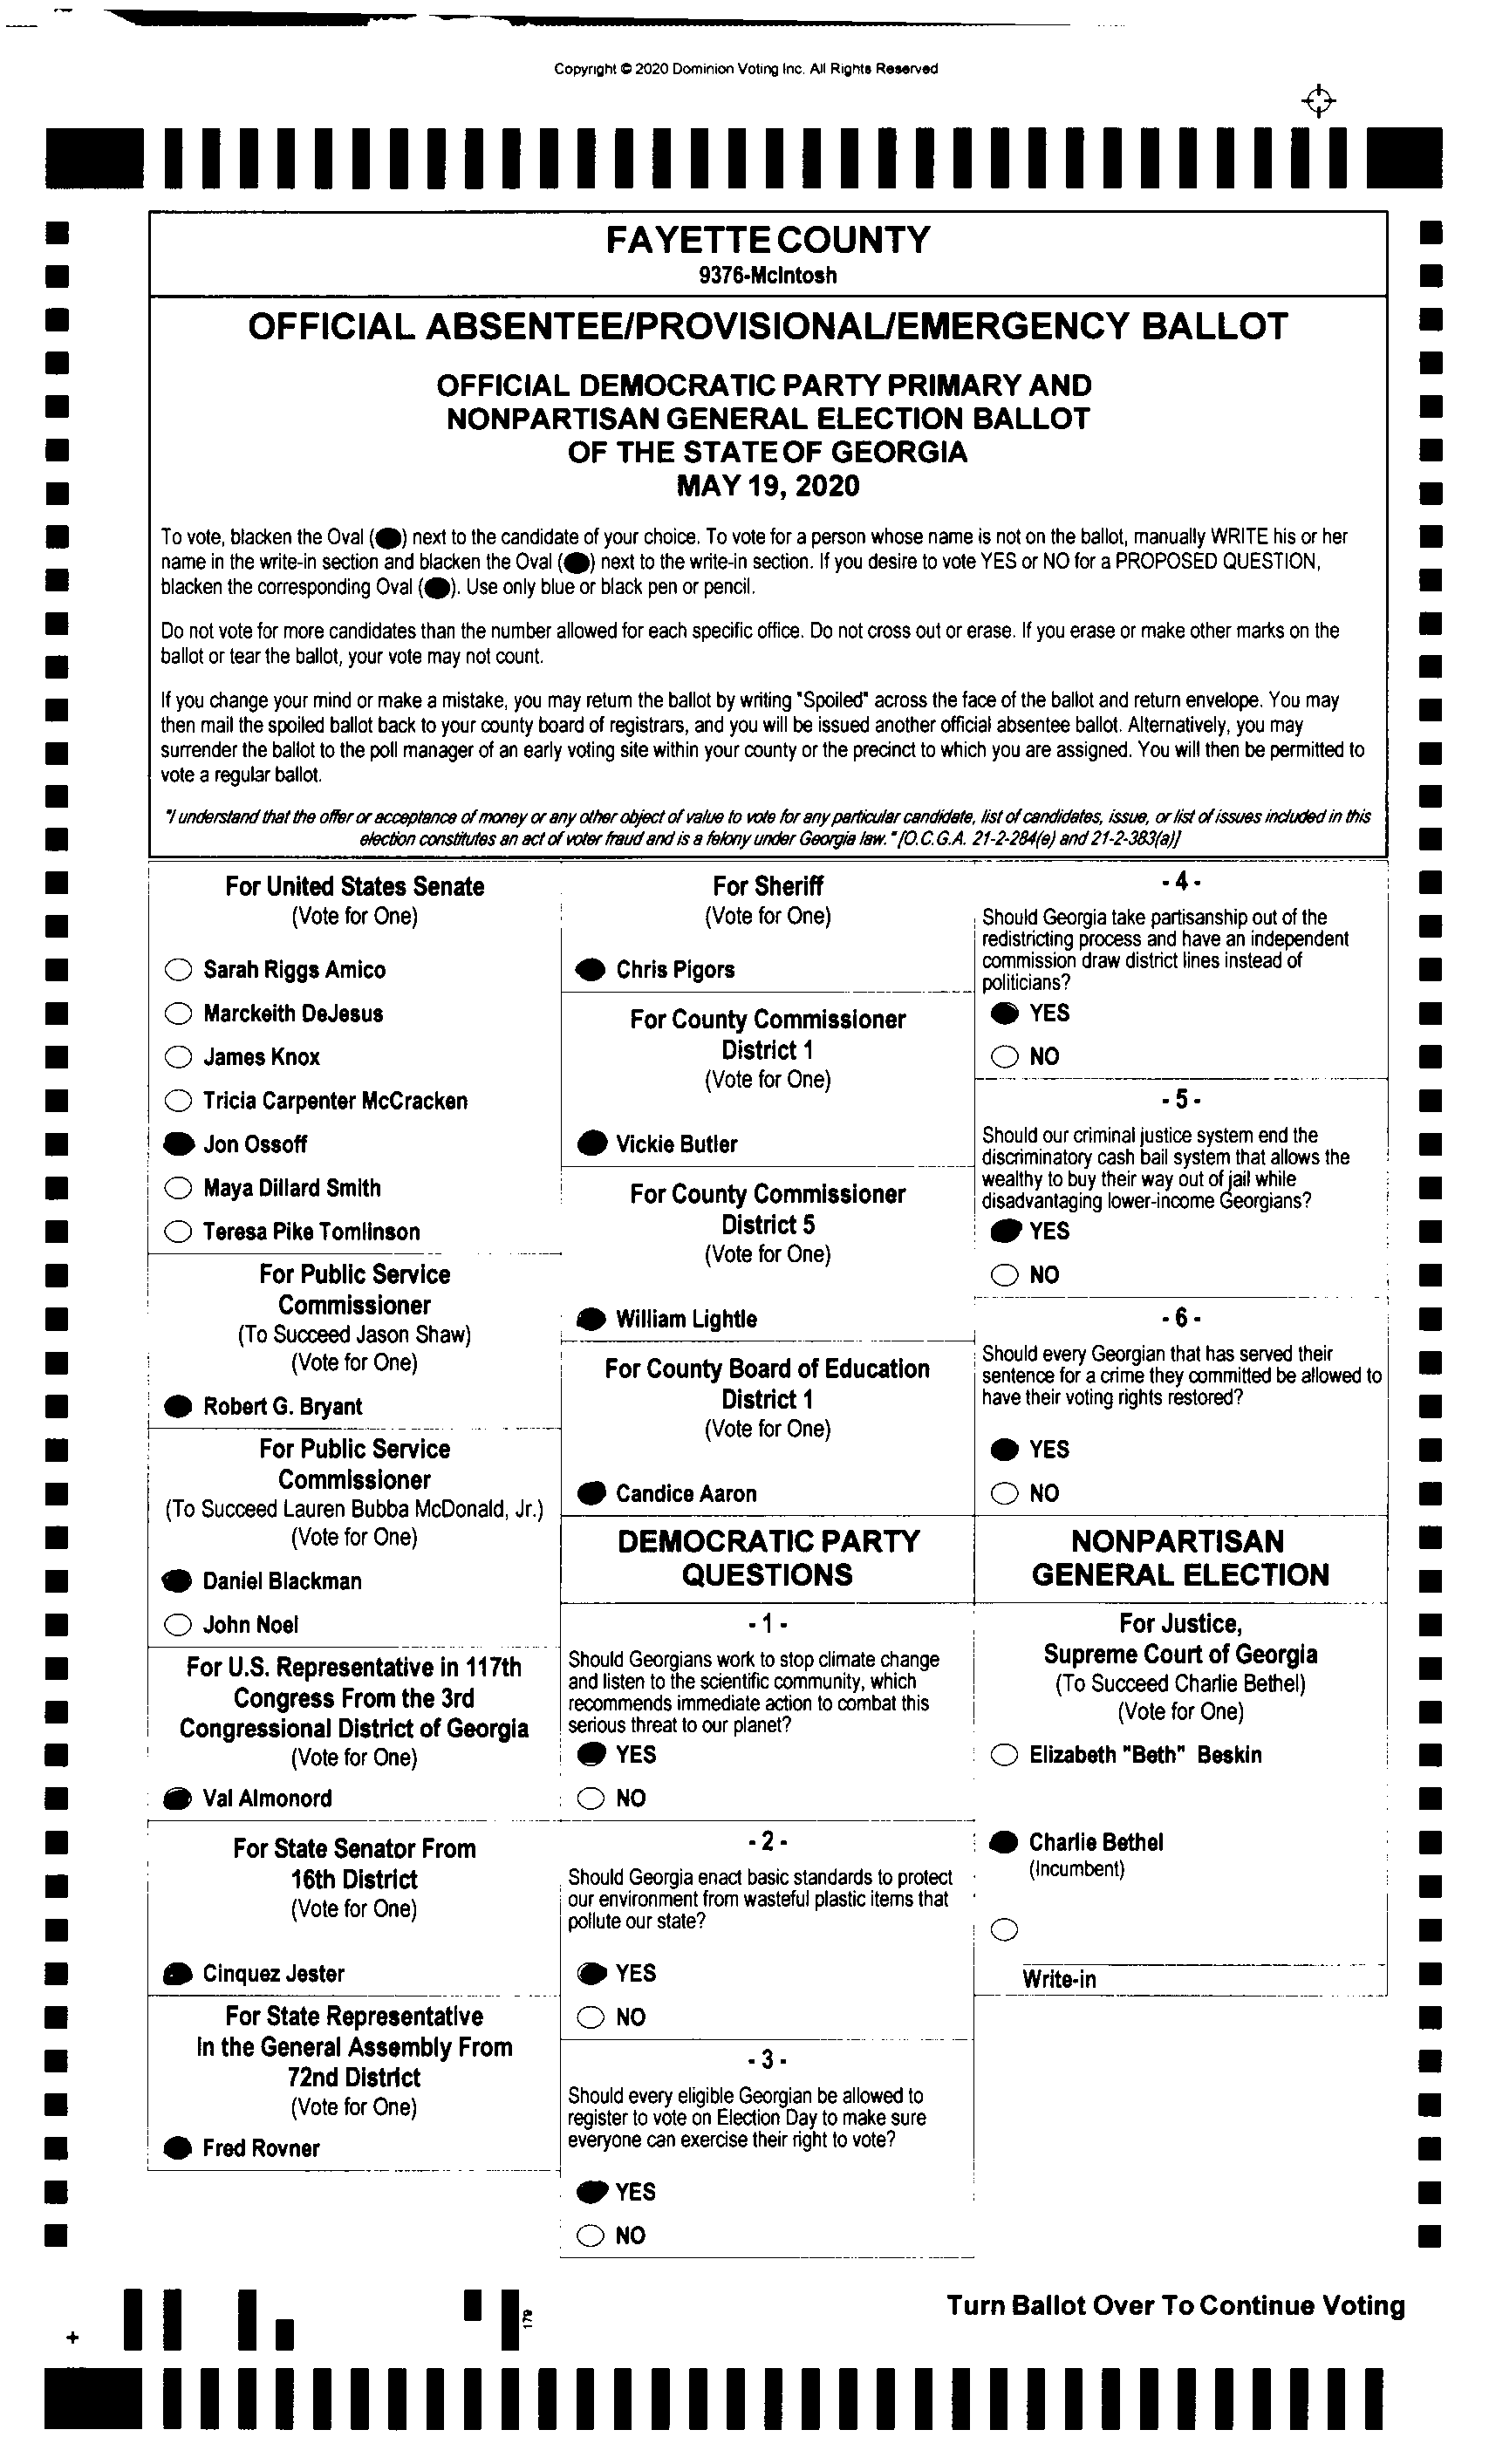 Copyright © 2020 Dominion Voting Inc. All Rights Reserved
FAYETTE COUNTY
9376-McIntosh
OFFICIAL ABSENTEE/PROVISIONAL/EMERGENCY BALLOT
OFFICIAL DEMOCRATIC PARTY PRIMARY AND
NONPARTISAN GENERAL ELECTION BALLOT
OF THE STATE OF GEORGIA
MAY 19, 2020
To vote, blacken the Oval (⬤) next to the candidate of your choice. To vote for a person whose name is not on the ballot, manually WRITE his or her
name in the write-in section and blacken the Oval (⬤) next to the write-in section. If you desire to vote YES or NO for a PROPOSED QUESTION,
blacken the corresponding Oval (⬤). Use only blue or black pen or pencil.
Do not vote for more candidates than the number allowed for each specific office. Do not cross out or erase. If you erase or make other marks on the
ballot or tear the ballot, your vote may not count.
If you change your mind or make a mistake, you may return the ballot by writing "Spoiled" across the face of the ballot and return envelope. You may
then mail the spoiled ballot back to your county board of registrars, and you will be issued another official absentee ballot. Alternatively, you may
surrender the ballot to the poll manager of an early voting site within your county or the precinct to which you are assigned. You will then be permitted to
vote a regular ballot.
"I understand that the offer or acceptance of money or any other object of value to vote for any particular candidate, list of candidates, issue, or list of issues included in this
election constitutes an act of voter fraud and is a felony under Georgia law." [O.C.G.A. 21-2-284(e) and 21-2-383(a)]
For United States Senate
(Vote for One)
Sarah Riggs Amico
Marckeith DeJesus
James Knox
Tricia Carpenter McCracken
Jon Ossoff
Maya Dillard Smith
Teresa Pike Tomlinson
For Public Service
Commissioner
(To Succeed Jason Shaw)
(Vote for One)
Robert G. Bryant
For Public Service
Commissioner
(To Succeed Lauren Bubba McDonald, Jr.)
(Vote for One)
Daniel Blackman
John Noel
For U.S. Representative in 117th
Congress From the 3rd
Congressional District of Georgia
(Vote for One)
Val Almonord
For State Senator From
16th District
(Vote for One)
Cinquez Jester
For State Representative
In the General Assembly From
72nd District
(Vote for One)
Fred Rovner
For Sheriff
(Vote for One)
Chris Pigors
For County Commissioner
District 1
(Vote for One)
Vickie Butler
For County Commissioner
District 5
(Vote for One)
William Lightle
For County Board of Education
District 1
(Vote for One)
Candice Aaron
DEMOCRATIC PARTY
QUESTIONS
- 1 -
Should Georgians work to stop climate change
and listen to the scientific community, which
recommends immediate action to combat this
serious threat to our planet?
YES
NO
- 2 -
Should Georgia enact basic standards to protect
our environment from wasteful plastic items that
pollute our state?
YES
NO
- 3 -
Should every eligible Georgian be allowed to
register to vote on Election Day to make sure
everyone can exercise their right to vote?
YES
NO
- 4 -
Should Georgia take partisanship out of the
redistricting process and have an independent
commission draw district lines instead of
politicians?
YES
NO
- 5 -
Should our criminal justice system end the
discriminatory cash bail system that allows the
wealthy to buy their way out of jail while
disadvantaging lower-income Georgians?
YES
NO
- 6 -
Should every Georgian that has served their
sentence for a crime they committed be allowed to
have their voting rights restored?
YES
NO
NONPARTISAN
GENERAL ELECTION
For Justice,
Supreme Court of Georgia
(To Succeed Charlie Bethel)
(Vote for One)
Elizabeth "Beth" Beskin
Charlie Bethel
(Incumbent)
Write-in
179
Turn Ballot Over To Continue Voting